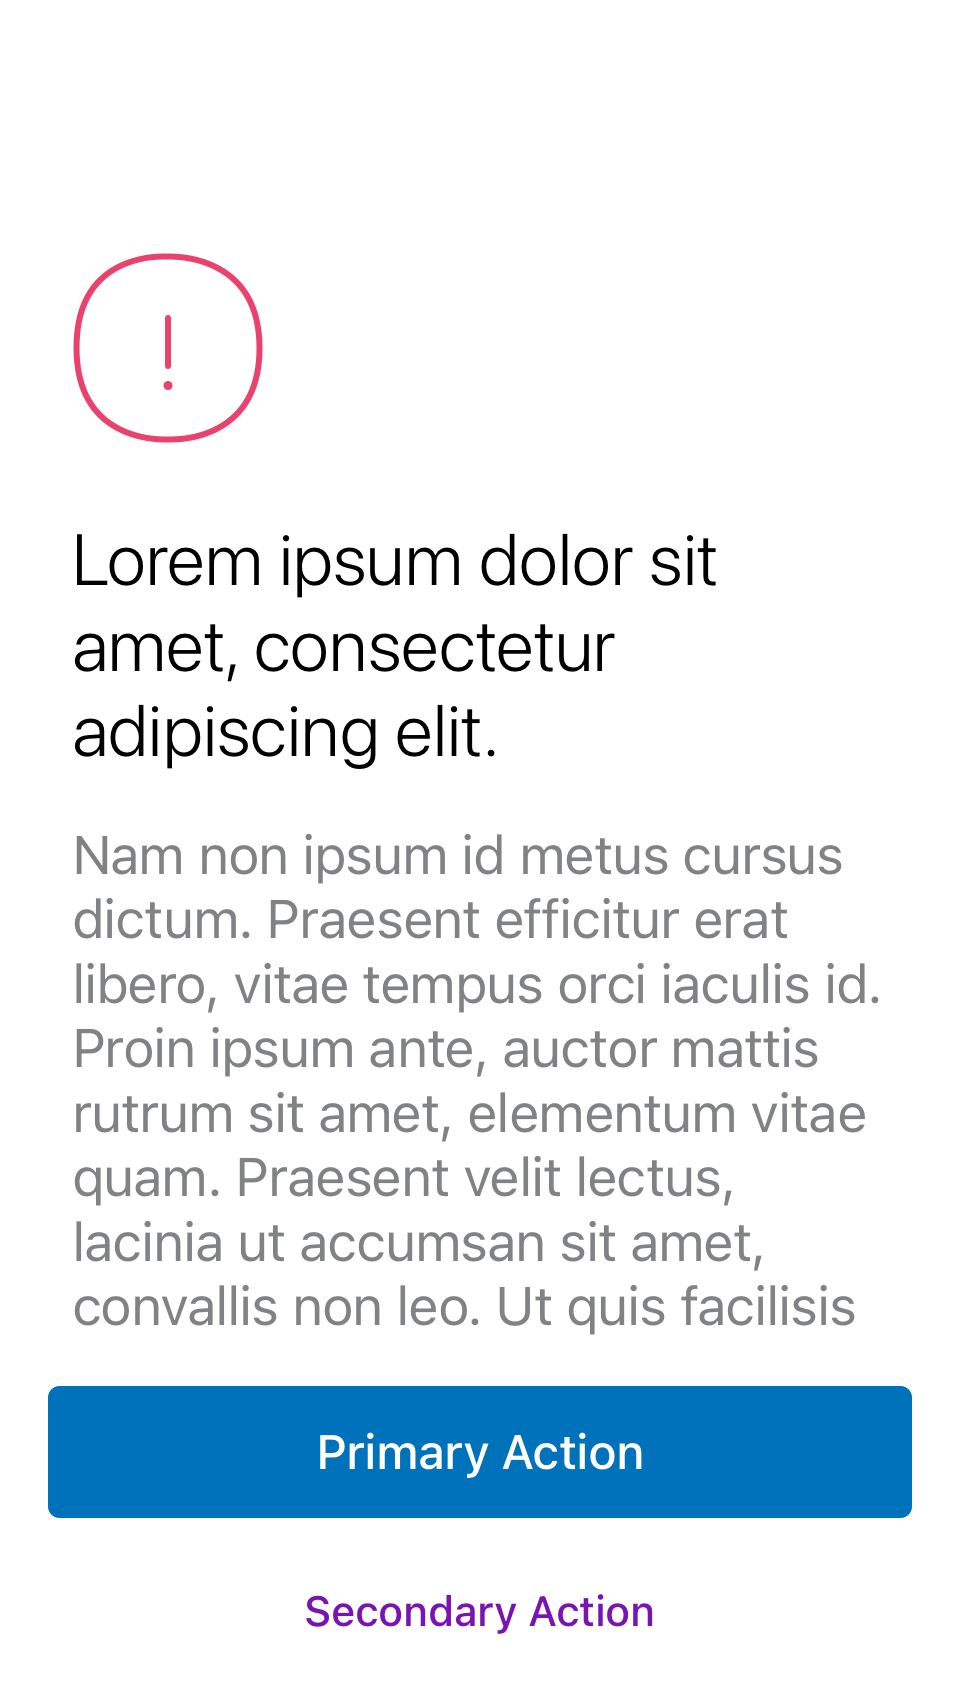 Lorem ipsum dolor sit
amet, consectetur
adipiscing elit.
Nam non ipsum id metus cursus
dictum. Praesent efficitur erat
libero, vitae tempus orci iaculis id.
Proin ipsum ante, auctor mattis
rutrum sit amet, elementum vitae
quam. Praesent velit lectus,
lacinia ut accumsan sit amet,
convallis non leo. Ut quis facilisis
Primary Action
Secondary Action